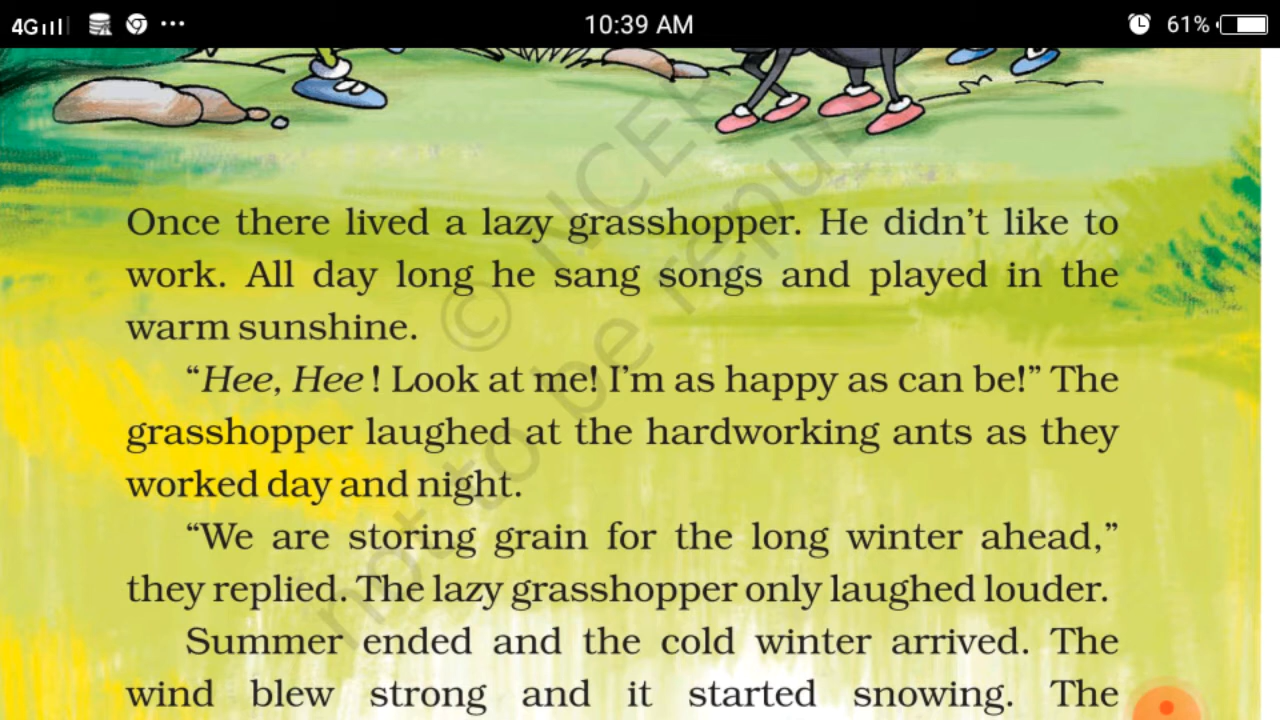 4G 10:39 AM 61%
Once there lived a lazy grasshopper. He didn’t like to
work. All day long he sang songs and played in the
warm sunshine.
“Hee, Hee! Look at me! I’m as happy as can be!” The
grasshopper laughed at the hardworking ants as they
worked day and night.
“We are storing grain for the long winter ahead,”
they replied. The lazy grasshopper only laughed louder.
Summer ended and the cold winter arrived. The
wind blew strong and it started snowing. The
©
not to be